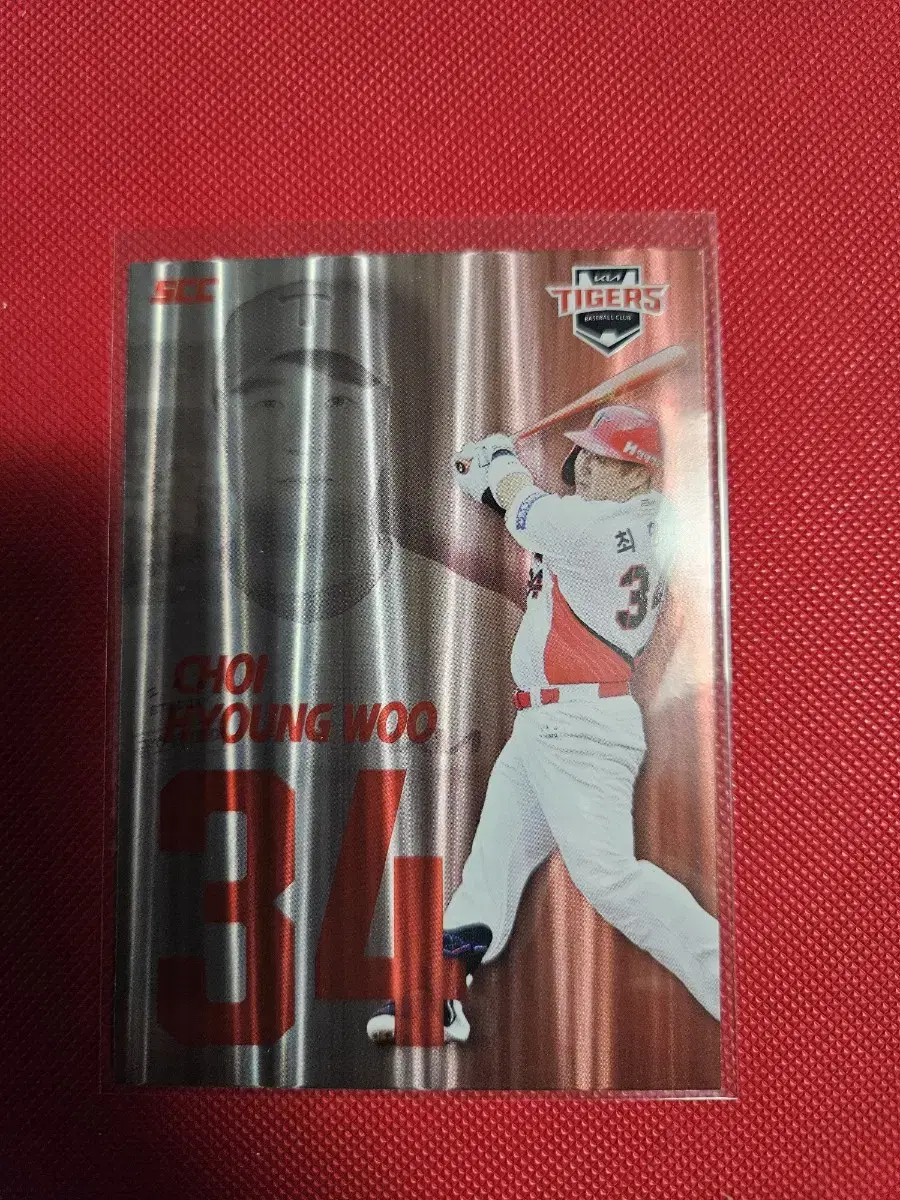 SCC
KIA
TIGERS
BASEBALL CLUB
T
최
34
CHOI
HYOUNG WOO
34